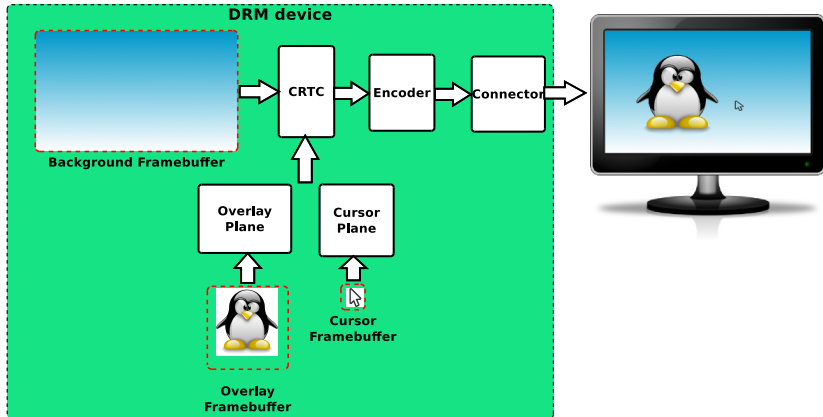 DRM device
CRTC
Encoder
Connector
Background Framebuffer
Overlay
Plane
Cursor
Plane
Cursor
Framebuffer
Overlay
Framebuffer